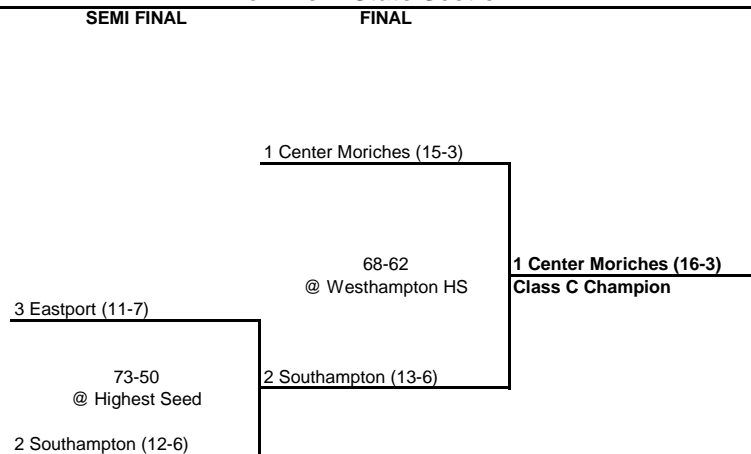 SEMI FINAL FINAL
1 Center Moriches (15-3)
68-62
@ Westhampton HS
1 Center Moriches (16-3)
Class C Champion
3 Eastport (11-7)
73-50
@ Highest Seed
2 Southampton (13-6)
2 Southampton (12-6)